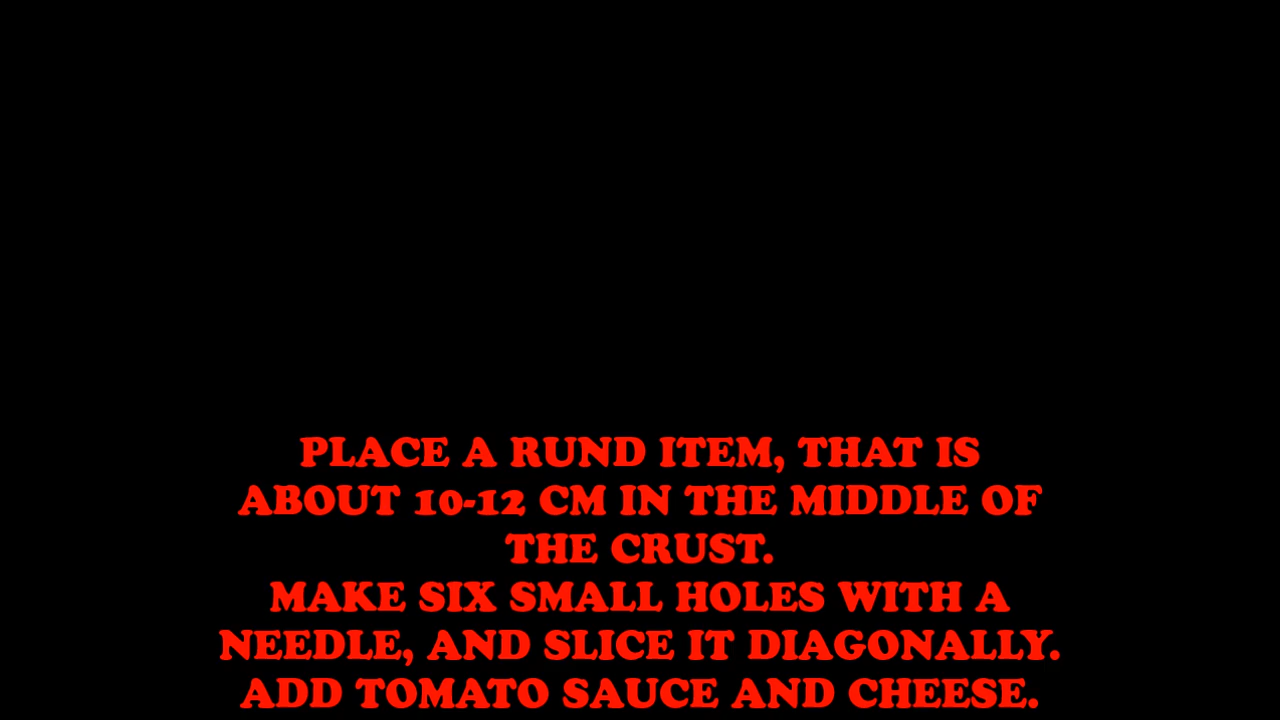 PLACE A RUND ITEM, THAT IS
ABOUT 10-12 CM IN THE MIDDLE OF
THE CRUST.
MAKE SIX SMALL HOLES WITH A
NEEDLE, AND SLICE IT DIAGONALLY.
ADD TOMATO SAUCE AND CHEESE.